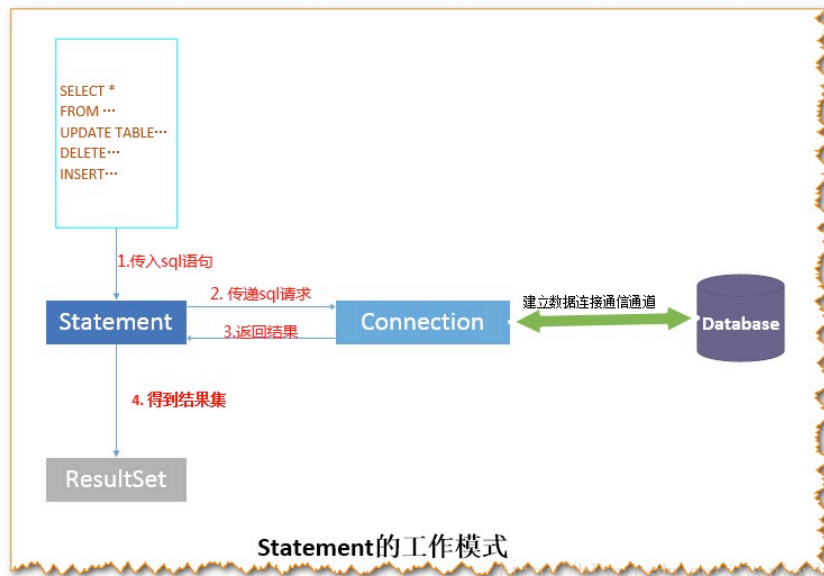 SELECT *
FROM ···
UPDATE TABLE···
DELETE···
INSERT···
1.传入sql语句
2. 传递sql请求
建立数据连接通信通道
Statement
Connection
Database
3.返回结果
4. 得到结果集
ResultSet
Statement的工作模式